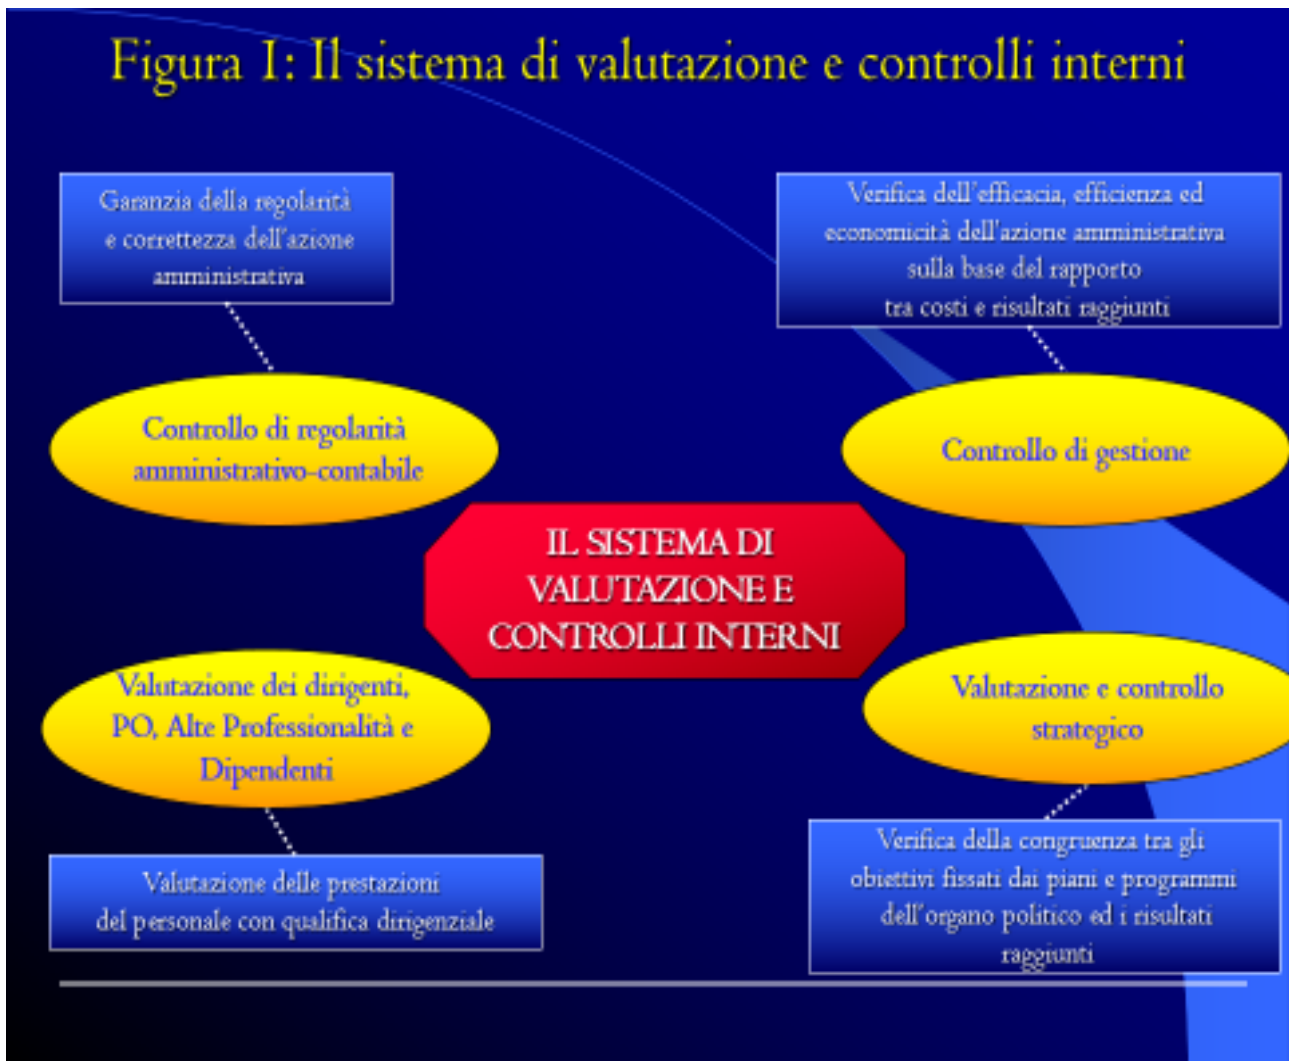 Figura 1: Il sistema di valutazione e controlli interni
Garanzia della regolarità
e correttezza dell'azione
amministrativa
Verifica dell'efficacia, efficienza ed
economicità dell'azione amministrativa
sulla base del rapporto
tra costi e risultati raggiunti
Controllo di regolarità
amministrativo-contabile
Controllo di gestione
IL SISTEMA DI
VALUTAZIONE E
CONTROLLI INTERNI
Valutazione dei dirigenti,
PO, Alte Professionalità e
Dipendenti
Valutazione e controllo
strategico
Valutazione delle prestazioni
del personale con qualifica dirigenziale
Verifica della congruenza tra gli
obiettivi fissati dai piani e programmi
dell'organo politico ed i risultati
raggiunti